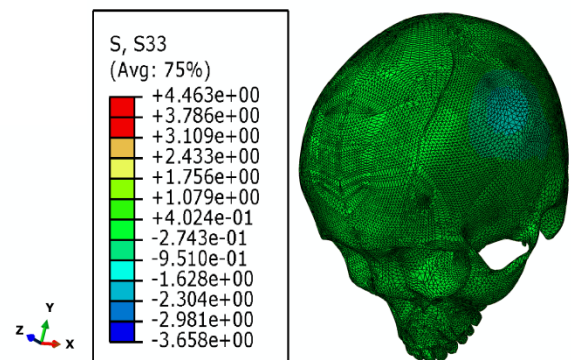 S, S33
(Avg: 75%)
+4.463e+00
+3.786e+00
+3.109e+00
+2.433e+00
+1.756e+00
+1.079e+00
+4.024e-01
-2.743e-01
-9.510e-01
-1.628e+00
-2.304e+00
-2.981e+00
-3.658e+00
Y
Z X